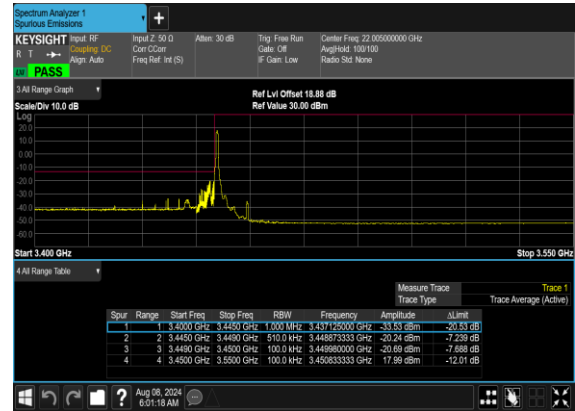 Spectrum Analyzer 1
Spurious Emissions
+
KEYSIGHT Input: RF Input Z: 50 Ω Atten: 30 dB Trig: Free Run Center Freq: 22.005000000 GHz
R T Coupling: DC Corr CCorr Gate: Off Avg|Hold: 100/100
Align: Auto Freq Ref: Int (S) IF Gain: Low Radio Std: None
PASS
3 All Range Graph
Ref Lvl Offset 18.88 dB
Scale/Div 10.0 dB Ref Value 30.00 dBm
Log
20.0
10.0
0.00
-10.0
-20.0
-30.0
-40.0
-50.0
-60.0
Start 3.400 GHz Stop 3.550 GHz
4 All Range Table
Measure Trace Trace 1
Trace Type Trace Average (Active)
Spur Range Start Freq Stop Freq RBW Frequency Amplitude ΔLimit
1 1 3.4000 GHz 3.4450 GHz 1.000 MHz 3.437125000 GHz -33.53 dBm -20.53 dB
2 2 3.4450 GHz 3.4490 GHz 510.0 kHz 3.448873333 GHz -20.24 dBm -7.239 dB
3 3 3.4490 GHz 3.4500 GHz 100.0 kHz 3.449980000 GHz -20.69 dBm -7.688 dB
4 4 3.4500 GHz 3.5500 GHz 100.0 kHz 3.450833333 GHz 17.99 dBm -12.01 dB
? Aug 08, 2024
6:01:18 AM